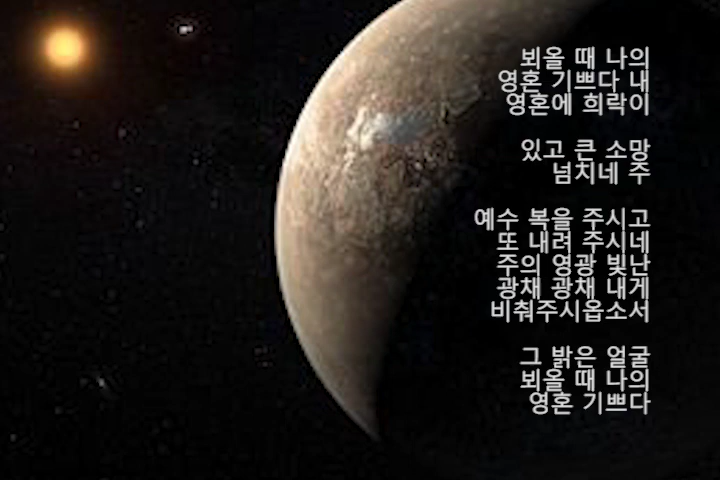 뵈올 때 나의
영혼 기쁘다 내
영혼에 희락이
있고 큰 소망
넘치네 주
예수 복을 주시고
또 내려 주시네
주의 영광 빛난
광채 광채 내게
비춰주시옵소서
그 밝은 얼굴
뵈올 때 나의
영혼 기쁘다